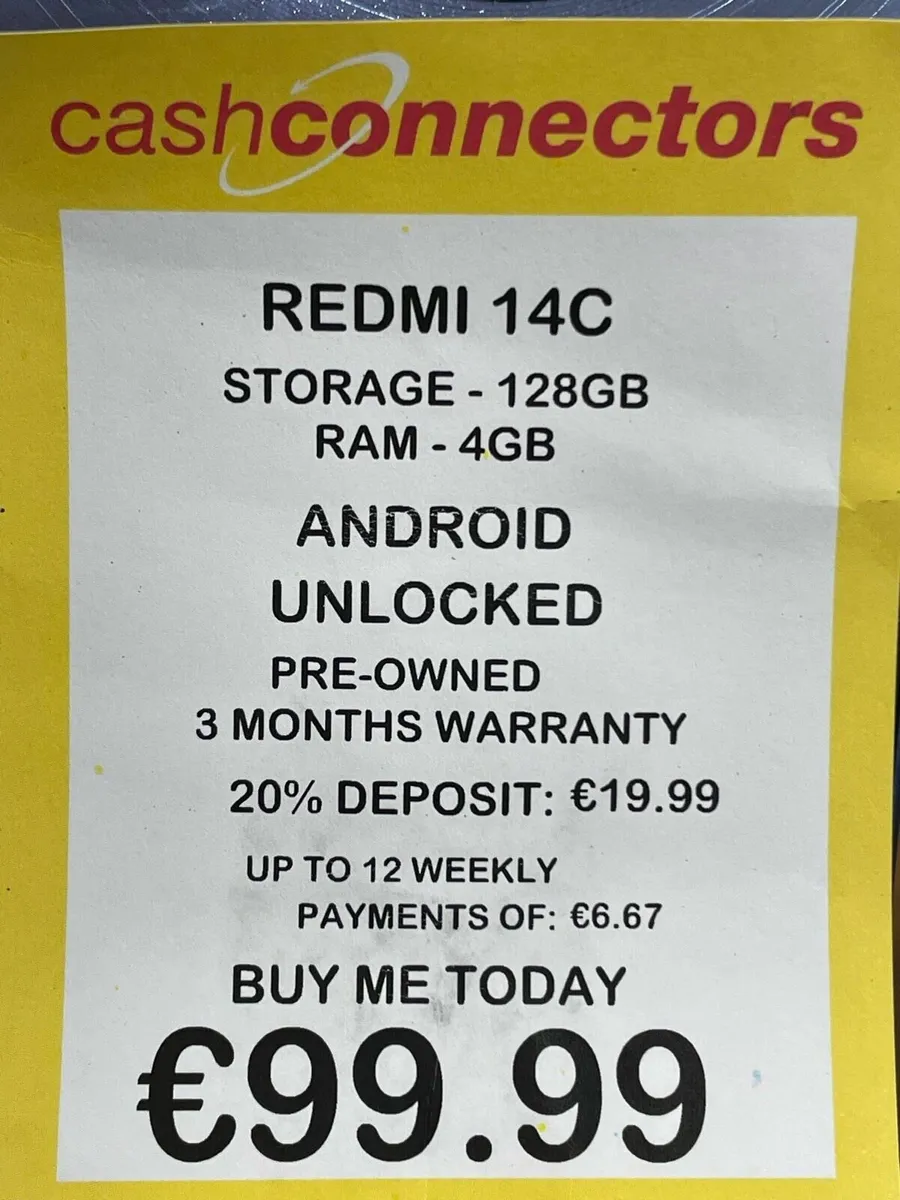 cashconnectors
REDMI 14C
STORAGE - 128GB
RAM - 4GB
ANDROID
UNLOCKED
PRE-OWNED
3 MONTHS WARRANTY
20% DEPOSIT: €19.99
UP TO 12 WEEKLY
PAYMENTS OF: €6.67
BUY ME TODAY
€99.99